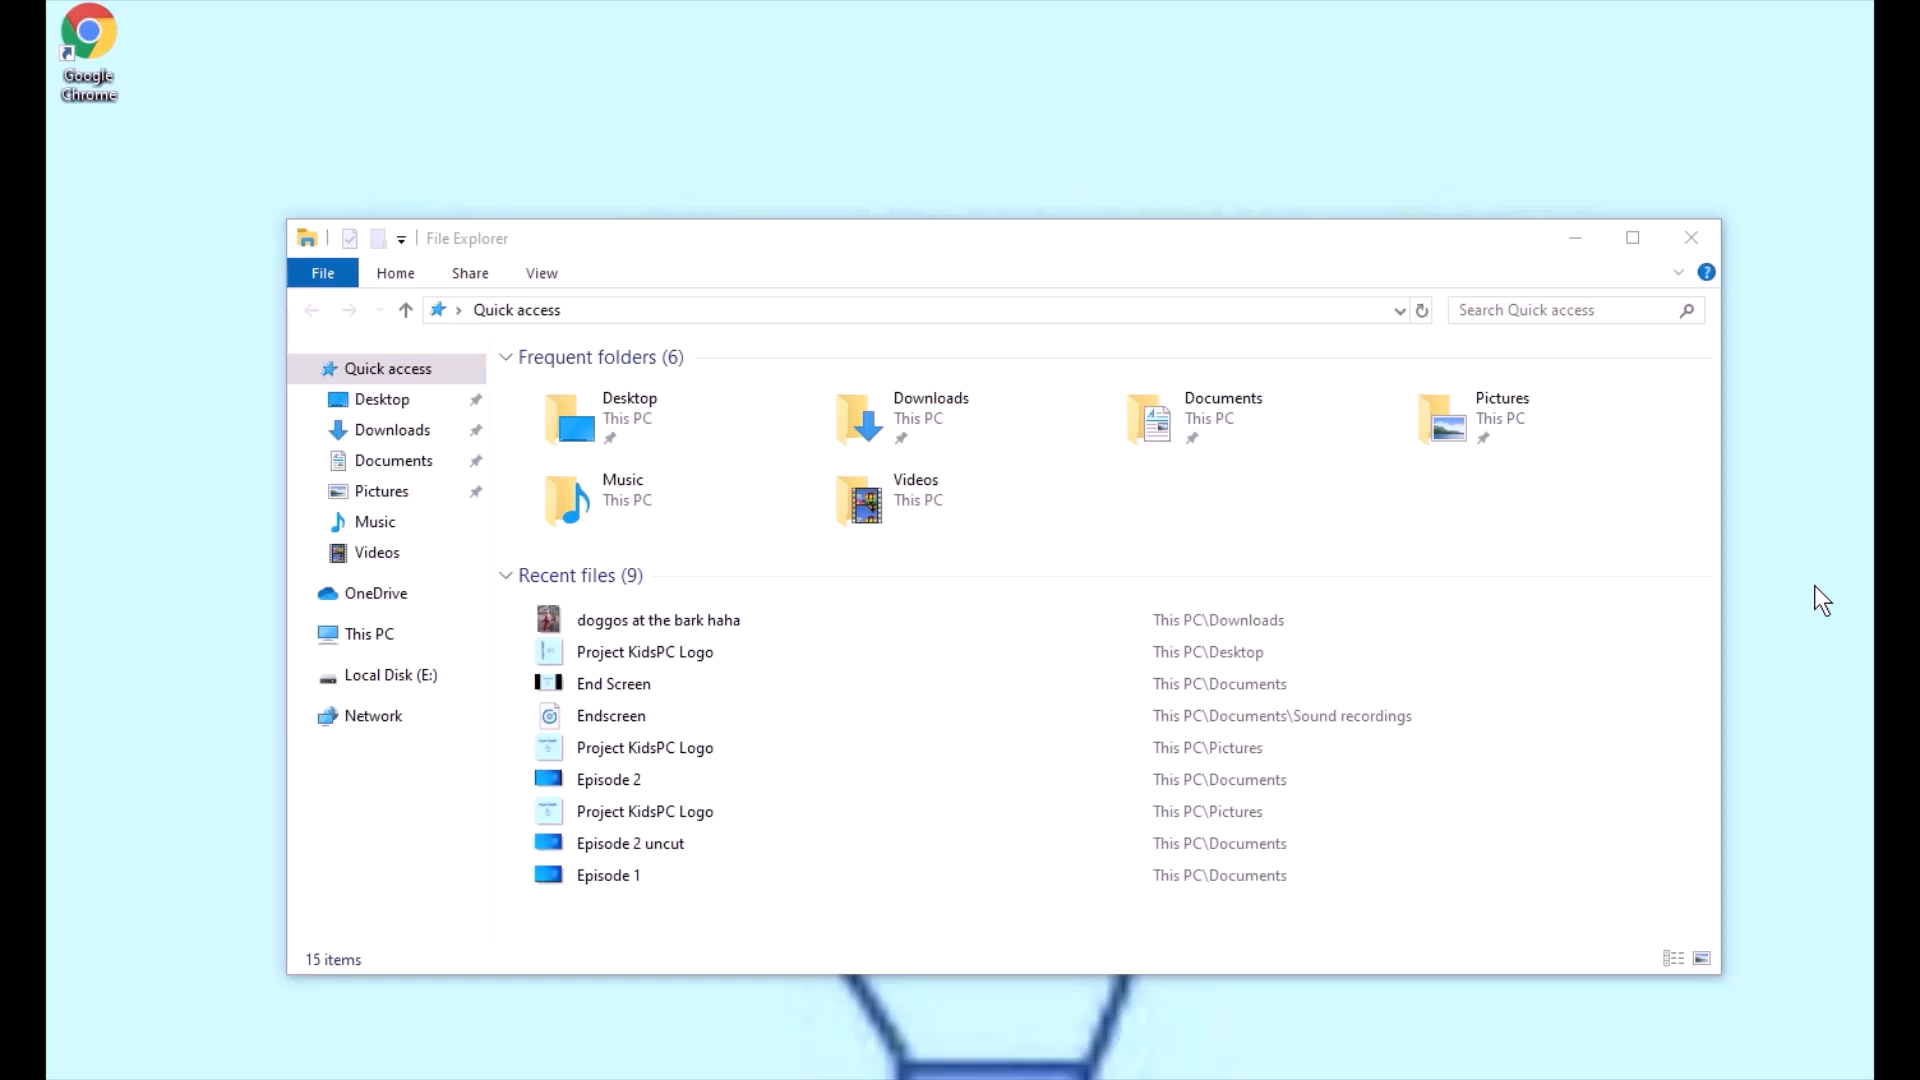 Google
Chrome
File Explorer
File Home Share View
?
Quick access
Search Quick access
Quick access
Desktop
Downloads
Documents
Pictures
Music
Videos
OneDrive
This PC
Local Disk (E:)
Network
Frequent folders (6)
Desktop
This PC
Downloads
This PC
Documents
This PC
Pictures
This PC
Music
This PC
Videos
This PC
Recent files (9)
doggos at the bark haha This PC\Downloads
Project KidsPC Logo This PC\Desktop
End Screen This PC\Documents
Endscreen This PC\Documents\Sound recordings
Project KidsPC Logo This PC\Pictures
Episode 2 This PC\Documents
Project KidsPC Logo This PC\Pictures
Episode 2 uncut This PC\Documents
Episode 1 This PC\Documents
15 items